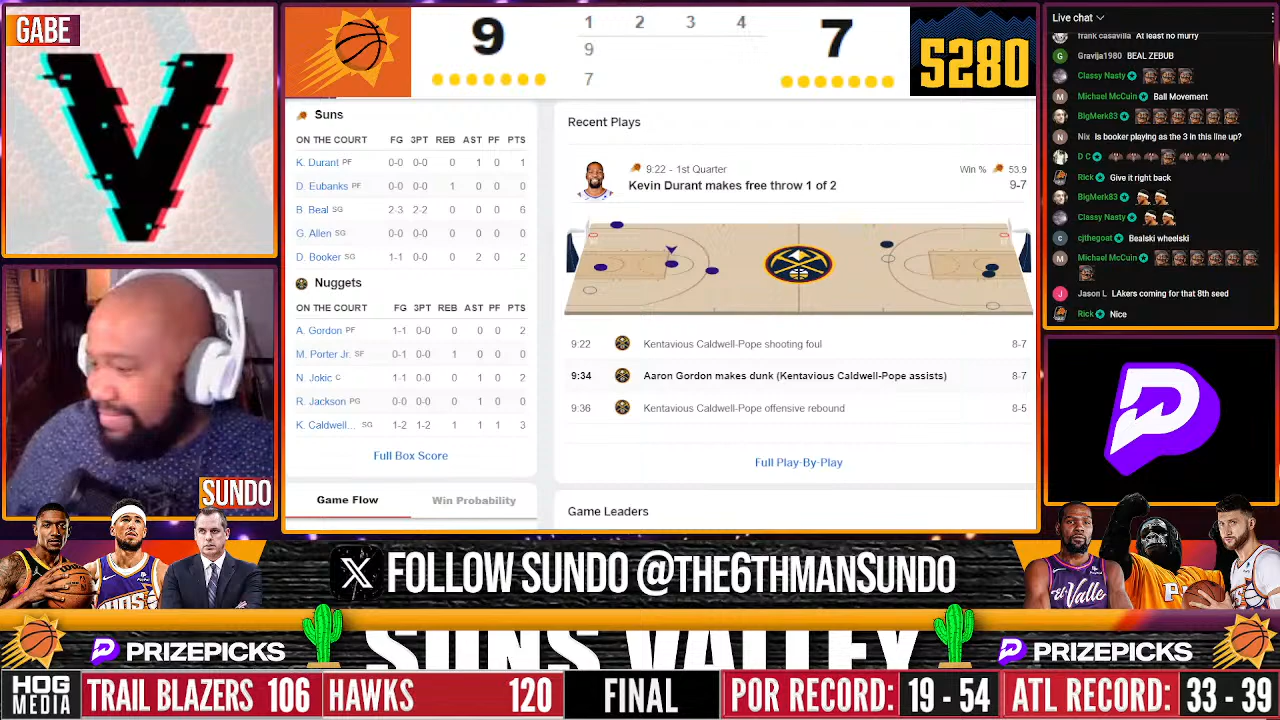 GABE
SUNDO
9
7
1 2 3 4
9
7
5280
Suns
ON THE COURT FG 3PT REB AST PF PTS
K. Durant PF 0-0 0-0 0 1 0 1
D. Eubanks PF 0-0 0-0 1 0 0 0
B. Beal SG 2-3 2-2 0 0 0 6
G. Allen SG 0-0 0-0 0 0 0 0
D. Booker SG 1-1 0-0 0 2 0 2
Nuggets
ON THE COURT FG 3PT REB AST PF PTS
A. Gordon PF 1-1 0-0 0 0 0 2
M. Porter Jr. SF 0-1 0-0 1 0 0 0
N. Jokic C 1-1 0-0 0 1 0 2
R. Jackson PG 0-0 0-0 0 1 0 0
K. Caldwell... SG 1-2 1-2 1 1 1 3
Full Box Score
Game Flow Win Probability
Recent Plays
9:22 - 1st Quarter Win % 53.9
Kevin Durant makes free throw 1 of 2 9-7
9:22 Kentavious Caldwell-Pope shooting foul 8-7
9:34 Aaron Gordon makes dunk (Kentavious Caldwell-Pope assists) 8-7
9:36 Kentavious Caldwell-Pope offensive rebound 8-5
Full Play-By-Play
Game Leaders
Live chat
frank casavilla At least no murry
Gravija1980 BEAL ZEBUB
Classy Nasty
Michael McCuin Ball Movement
BigMerk83
Nix Is booker playing as the 3 in this line up?
D C
Rick Give it right back
BigMerk83
Classy Nasty
cjthegoat Bealski wheelski
Michael McCuin
Jason L LAkers coming for that 8th seed
Rick Nice
FOLLOW SUNDO @THE6THMANSUNDO
PRIZEPICKS SUNS VALLEY PRIZEPICKS
HOG MEDIA TRAIL BLAZERS 106 HAWKS 120 FINAL POR RECORD: 19 - 54 ATL RECORD: 33 - 39